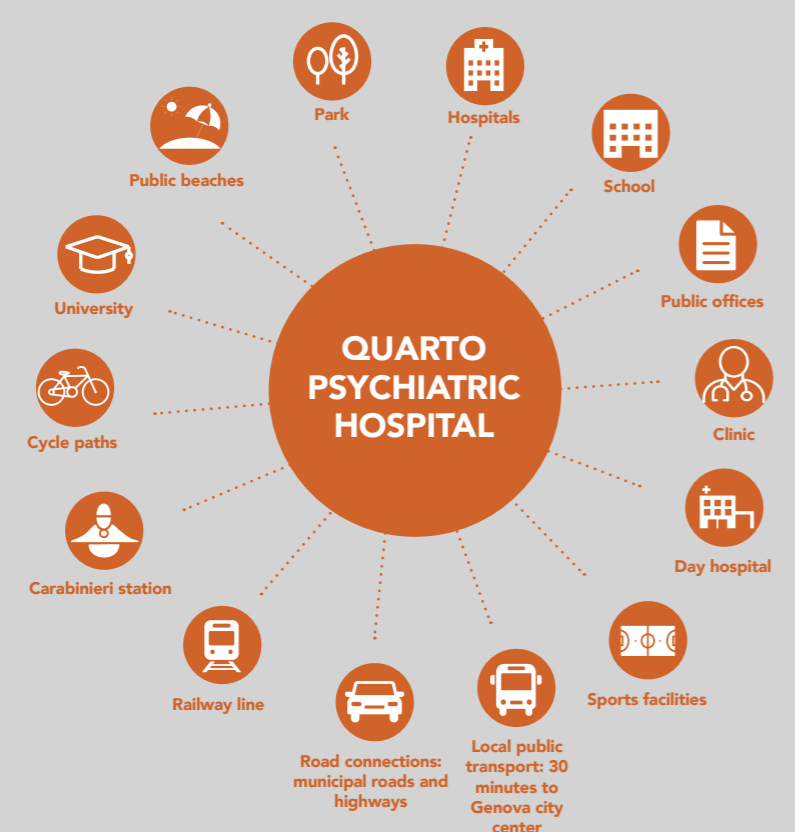 Park
Hospitals
Public beaches
School
University
Public offices
QUARTO
PSYCHIATRIC
HOSPITAL
Cycle paths
Clinic
Carabinieri station
Day hospital
Railway line
Sports facilities
Road connections:
municipal roads and
highways
Local public
transport: 30
minutes to
Genova city
center